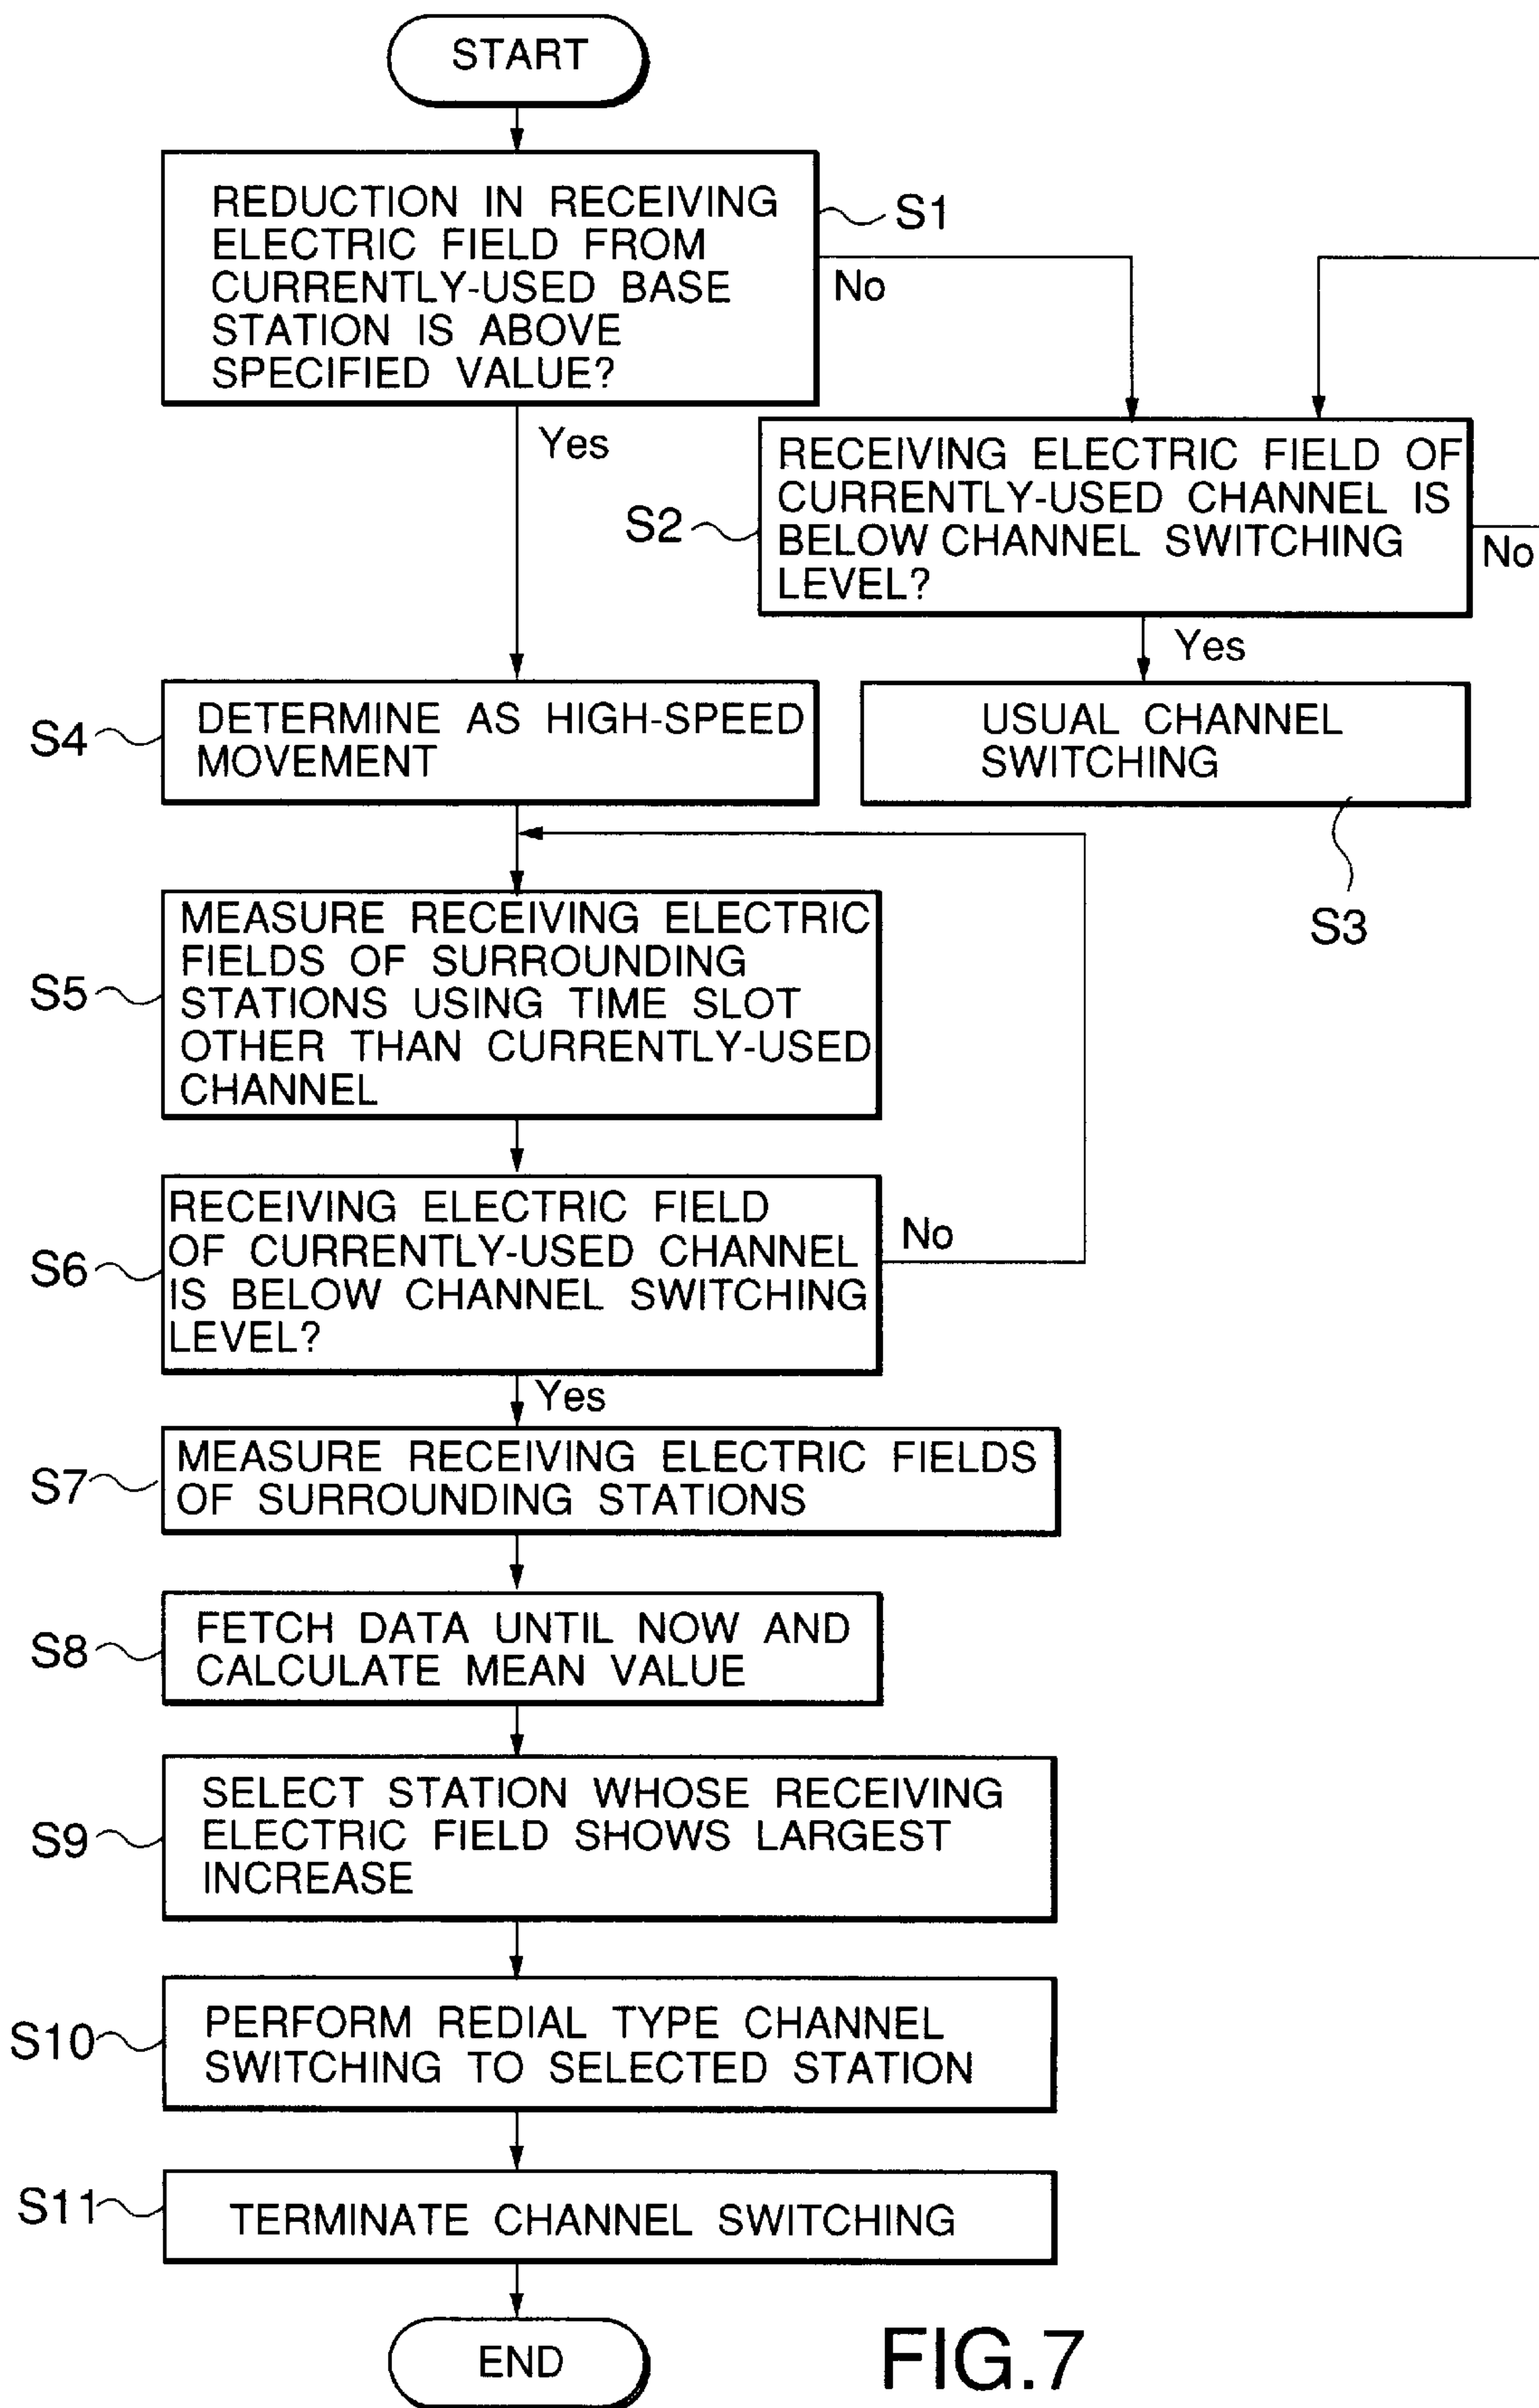 START
REDUCTION IN RECEIVING
ELECTRIC FIELD FROM
CURRENTLY-USED BASE
STATION IS ABOVE
SPECIFIED VALUE?
S1
No
Yes
RECEIVING ELECTRIC FIELD OF
CURRENTLY-USED CHANNEL IS
BELOW CHANNEL SWITCHING
LEVEL?
S2
No
Yes
S4
DETERMINE AS HIGH-SPEED
MOVEMENT
USUAL CHANNEL
SWITCHING
S3
S5
MEASURE RECEIVING ELECTRIC
FIELDS OF SURROUNDING
STATIONS USING TIME SLOT
OTHER THAN CURRENTLY-USED
CHANNEL
S6
RECEIVING ELECTRIC FIELD
OF CURRENTLY-USED CHANNEL
IS BELOW CHANNEL SWITCHING
LEVEL?
No
Yes
S7
MEASURE RECEIVING ELECTRIC FIELDS
OF SURROUNDING STATIONS
S8
FETCH DATA UNTIL NOW AND
CALCULATE MEAN VALUE
S9
SELECT STATION WHOSE RECEIVING
ELECTRIC FIELD SHOWS LARGEST
INCREASE
S10
PERFORM REDIAL TYPE CHANNEL
SWITCHING TO SELECTED STATION
S11
TERMINATE CHANNEL SWITCHING
END
FIG.7